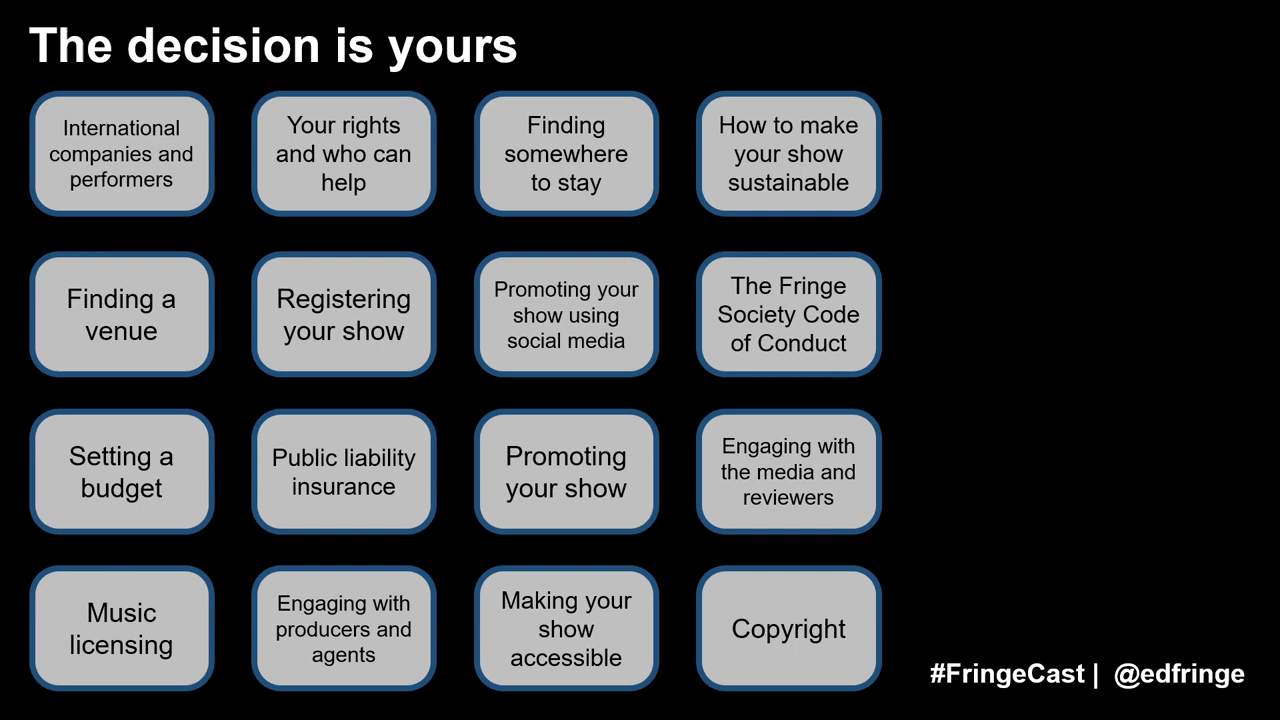 The decision is yours
International
companies and
performers
Your rights
and who can
help
Finding
somewhere
to stay
How to make
your show
sustainable
Finding a
venue
Registering
your show
Promoting your
show using
social media
The Fringe
Society Code
of Conduct
Setting a
budget
Public liability
insurance
Promoting
your show
Engaging with
the media and
reviewers
Music
licensing
Engaging with
producers and
agents
Making your
show
accessible
Copyright
#FringeCast | @edfringe